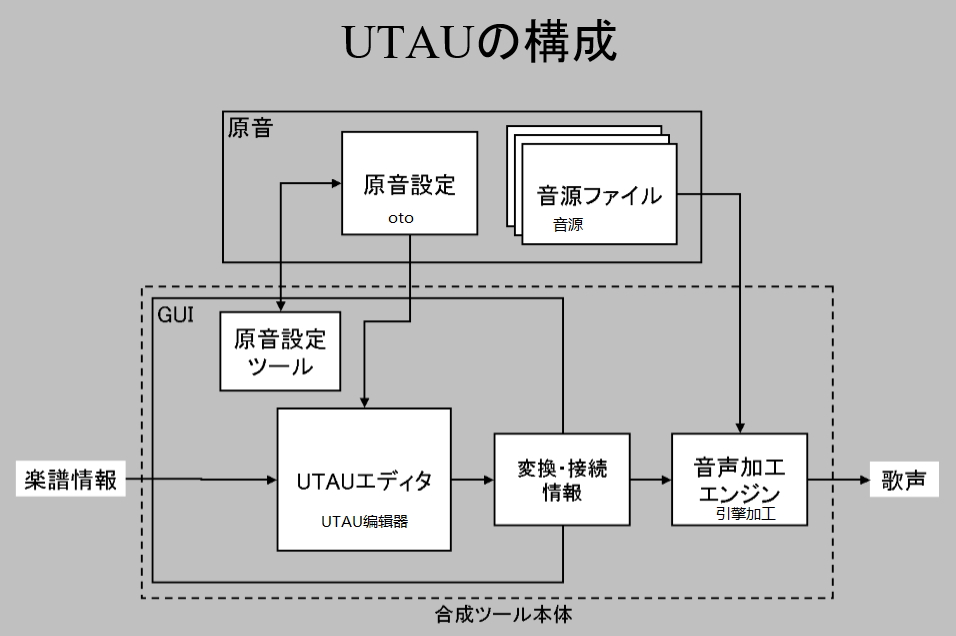 UTAUの構成
原音
原音設定
oto
音源ファイル
音源
GUI
原音設定
ツール
楽譜情報
UTAUエディタ
UTAU编辑器
変換・接続
情報
音声加工
エンジン
引擎加工
歌声
合成ツール本体